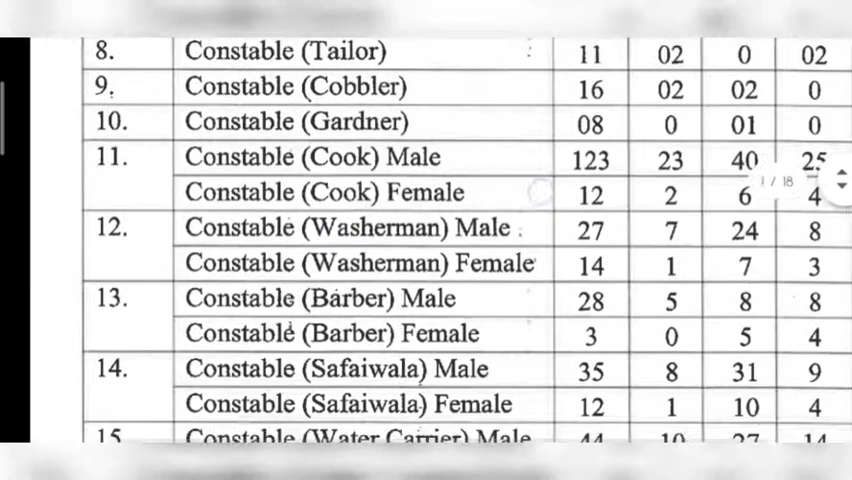 8. Constable (Tailor) 11 02 0 02
9. Constable (Cobbler) 16 02 02 0
10. Constable (Gardner) 08 0 01 0
11. Constable (Cook) Male 123 23 40 25
1 / 18
Constable (Cook) Female 12 2 6 4
12. Constable (Washerman) Male 27 7 24 8
Constable (Washerman) Female 14 1 7 3
13. Constable (Barber) Male 28 5 8 8
Constable (Barber) Female 3 0 5 4
14. Constable (Safaiwala) Male 35 8 31 9
Constable (Safaiwala) Female 12 1 10 4
15 Constable (Water Carrier) Male 44 10 27 14